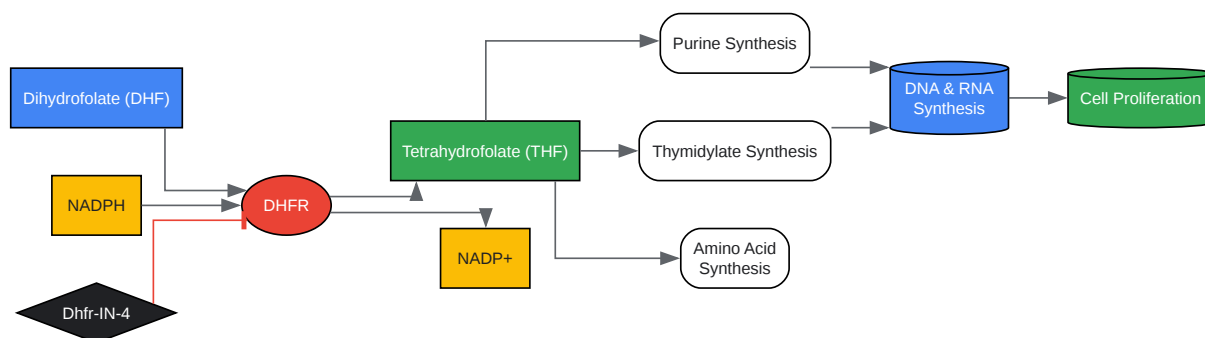 Purine Synthesis
Dihydrofolate (DHF)
DNA & RNA
Synthesis
Cell Proliferation
Tetrahydrofolate (THF)
Thymidylate Synthesis
NADPH
DHFR
NADP+
Amino Acid
Synthesis
Dhfr-IN-4